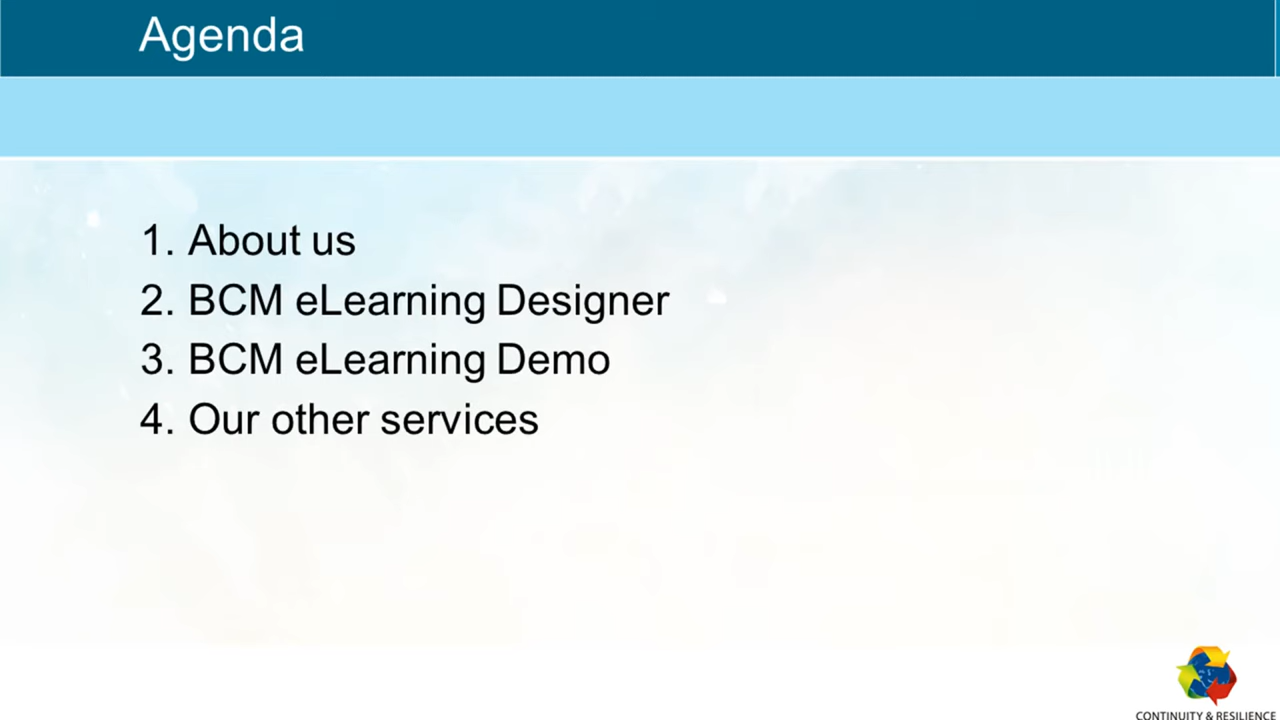 Agenda
1. About us
2. BCM eLearning Designer
3. BCM eLearning Demo
4. Our other services
CONTINUITY & RESILIENCE